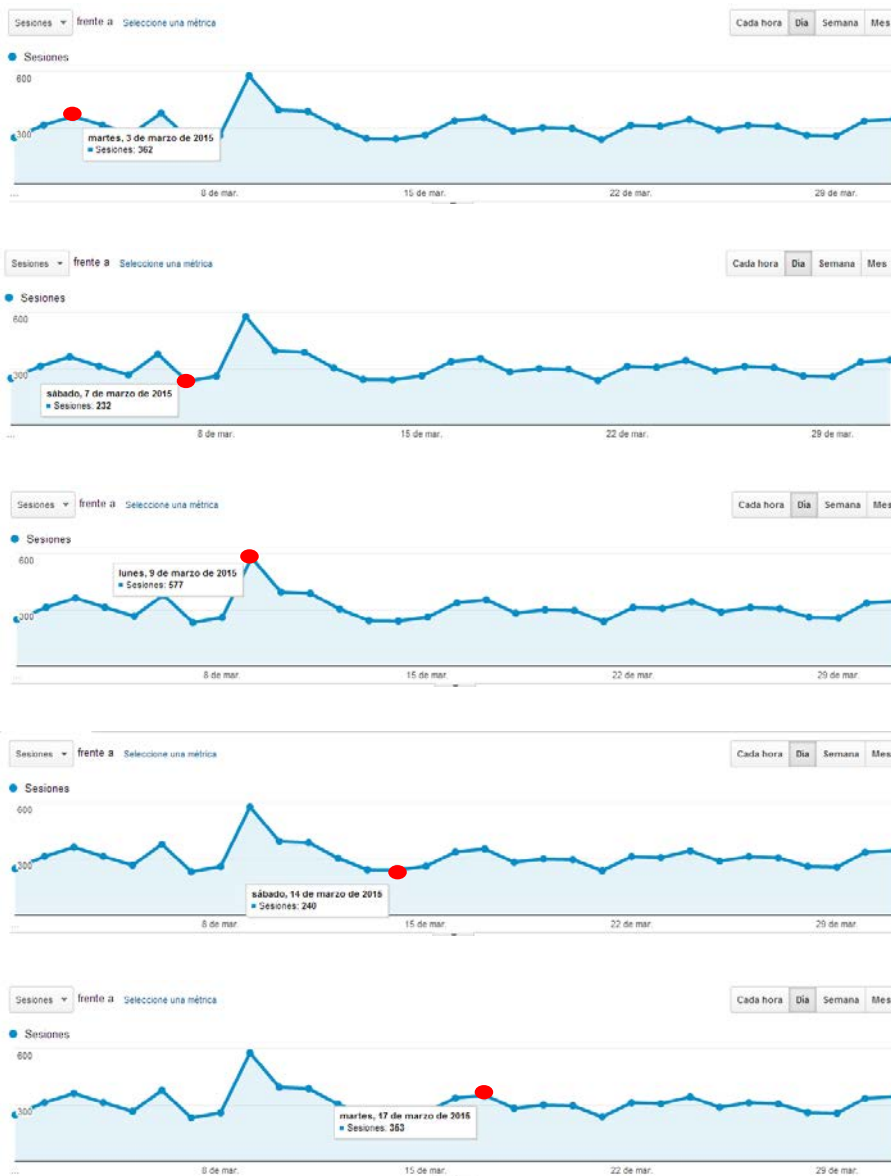 Sesiones frente a Seleccione una métrica Cada hora Día Semana Mes
Sesiones
600
300
martes, 3 de marzo de 2015
Sesiones: 362
... 8 de mar. 15 de mar. 22 de mar. 29 de mar.
Sesiones frente a Seleccione una métrica Cada hora Día Semana Mes
Sesiones
600
300
sábado, 7 de marzo de 2015
Sesiones: 232
... 8 de mar. 15 de mar. 22 de mar. 29 de mar.
Sesiones frente a Seleccione una métrica Cada hora Día Semana Mes
Sesiones
600
lunes, 9 de marzo de 2015
Sesiones: 577
300
... 8 de mar. 15 de mar. 22 de mar. 29 de mar.
Sesiones frente a Seleccione una métrica Cada hora Día Semana Mes
Sesiones
600
300
sábado, 14 de marzo de 2015
Sesiones: 240
... 8 de mar. 15 de mar. 22 de mar. 29 de mar.
Sesiones frente a Seleccione una métrica Cada hora Día Semana Mes
Sesiones
600
300
martes, 17 de marzo de 2015
Sesiones: 353
... 8 de mar. 15 de mar. 22 de mar. 29 de mar.